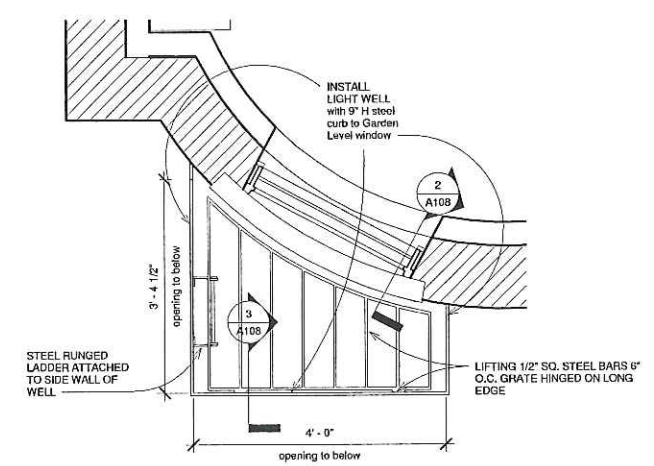 INSTALL
LIGHT WELL
with 9" H steel
curb to Garden
Level window
2
A108
3' - 4 1/2"
opening to below
3
A108
STEEL RUNGED
LADDER ATTACHED
TO SIDE WALL OF
WELL
LIFTING 1/2" SQ. STEEL BARS 6"
O.C. GRATE HINGED ON LONG
EDGE
4' - 0"
opening to below